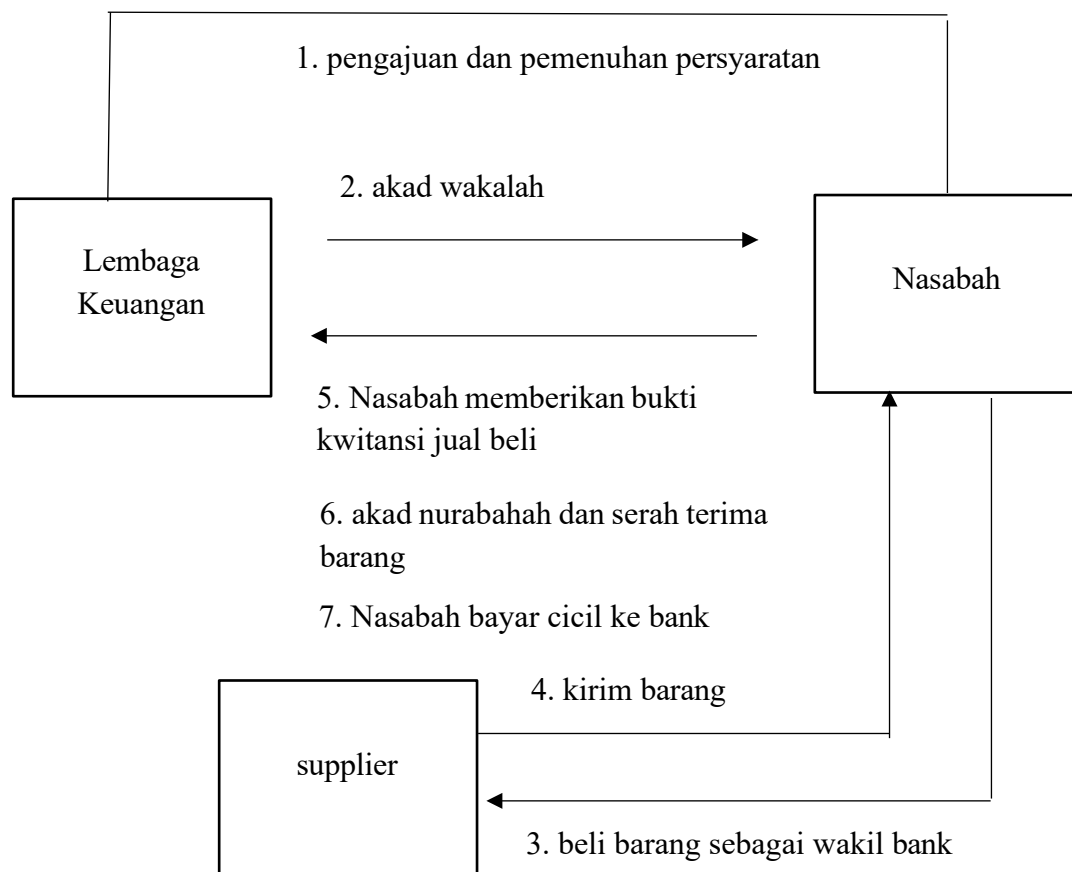 1. pengajuan dan pemenuhan persyaratan
2. akad wakalah
Lembaga
Keuangan
Nasabah
5. Nasabah memberikan bukti
kwitansi jual beli
6. akad nurabahah dan serah terima
barang
7. Nasabah bayar cicil ke bank
4. kirim barang
supplier
3. beli barang sebagai wakil bank